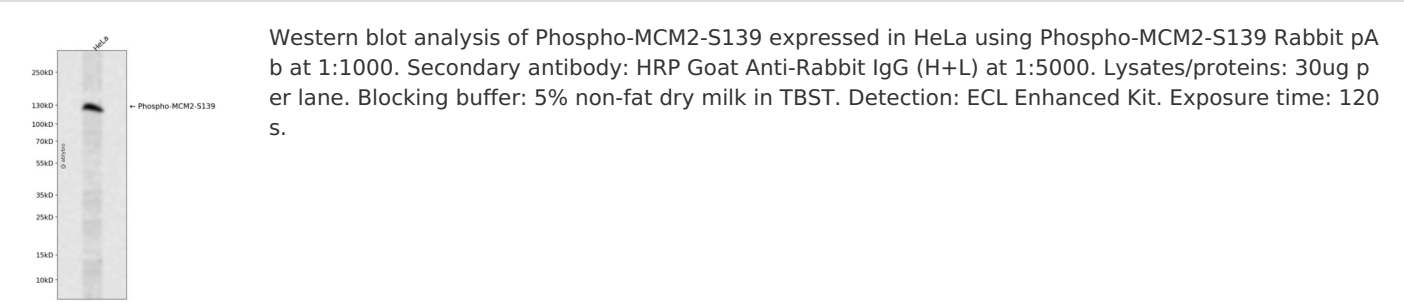 HeLa
250kD
130kD
← Phospho-MCM2-S139
100kD
70kD
55kD
35kD
25kD
15kD
10kD
Western blot analysis of Phospho-MCM2-S139 expressed in HeLa using Phospho-MCM2-S139 Rabbit pA
b at 1:1000. Secondary antibody: HRP Goat Anti-Rabbit IgG (H+L) at 1:5000. Lysates/proteins: 30ug p
er lane. Blocking buffer: 5% non-fat dry milk in TBST. Detection: ECL Enhanced Kit. Exposure time: 120
s.